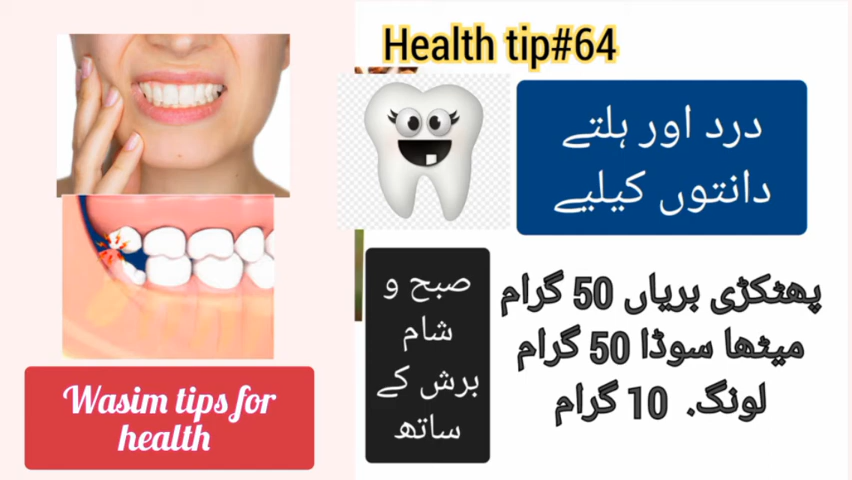 Health tip#64
درد اور ہلتے
دانتوں کیلیے
پھٹکڑی بریاں 50 گرام
میٹھا سوڈا 50 گرام
لونگ. 10 گرام
صبح و
شام
برش کے
ساتھ
Wasim tips for
health